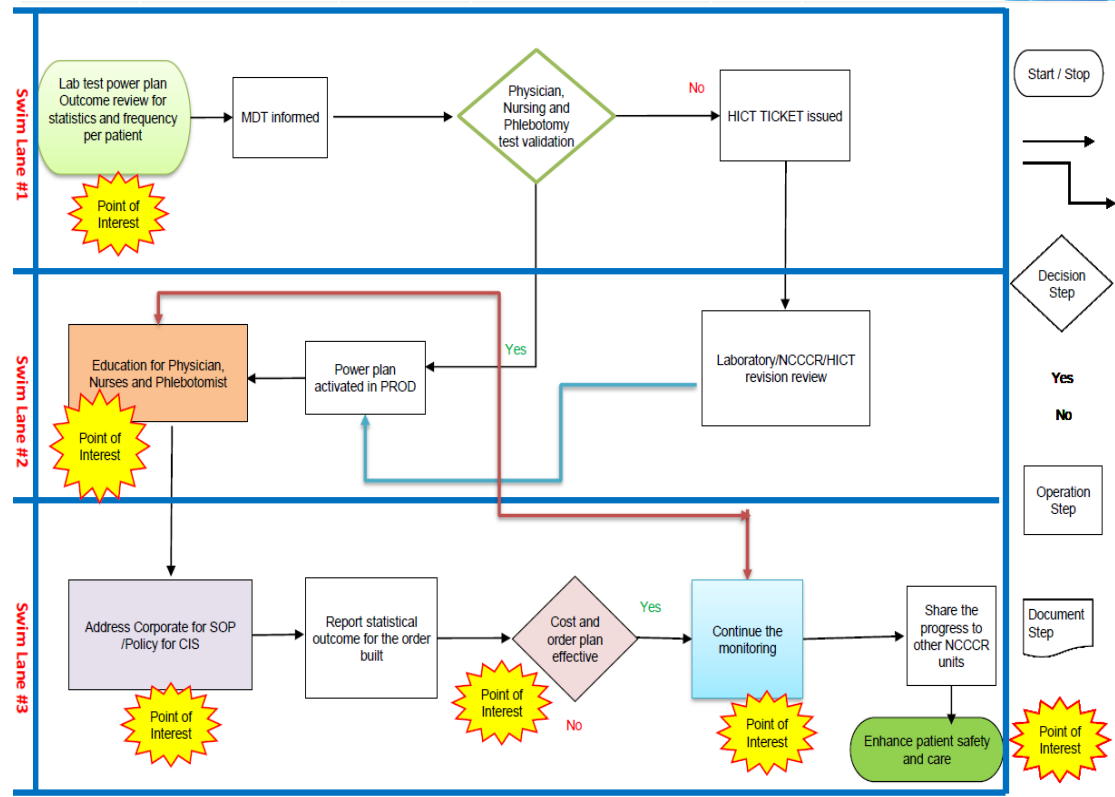 Swim Lane #1
Lab test power plan
Outcome review for
statistics and frequency
per patient
Point of
Interest
MDT informed
Physician,
Nursing and
Phlebotomy
test validation
No
HICT TICKET issued
Swim Lane #2
Education for Physician,
Nurses and Phlebotomist
Point of
Interest
Power plan
activated in PROD
Yes
Laboratory/NCCCR/HICT
revision review
Swim Lane #3
Address Corporate for SOP
/Policy for CIS
Point of
Interest
Report statistical
outcome for the order
built
Cost and
order plan
effective
Point of
Interest
Yes
No
Continue the
monitoring
Point of
Interest
Share the
progress to
other NCCCR
units
Enhance patient safety
and care
Start / Stop
Decision
Step
Yes
No
Operation
Step
Document
Step
Point of
Interest